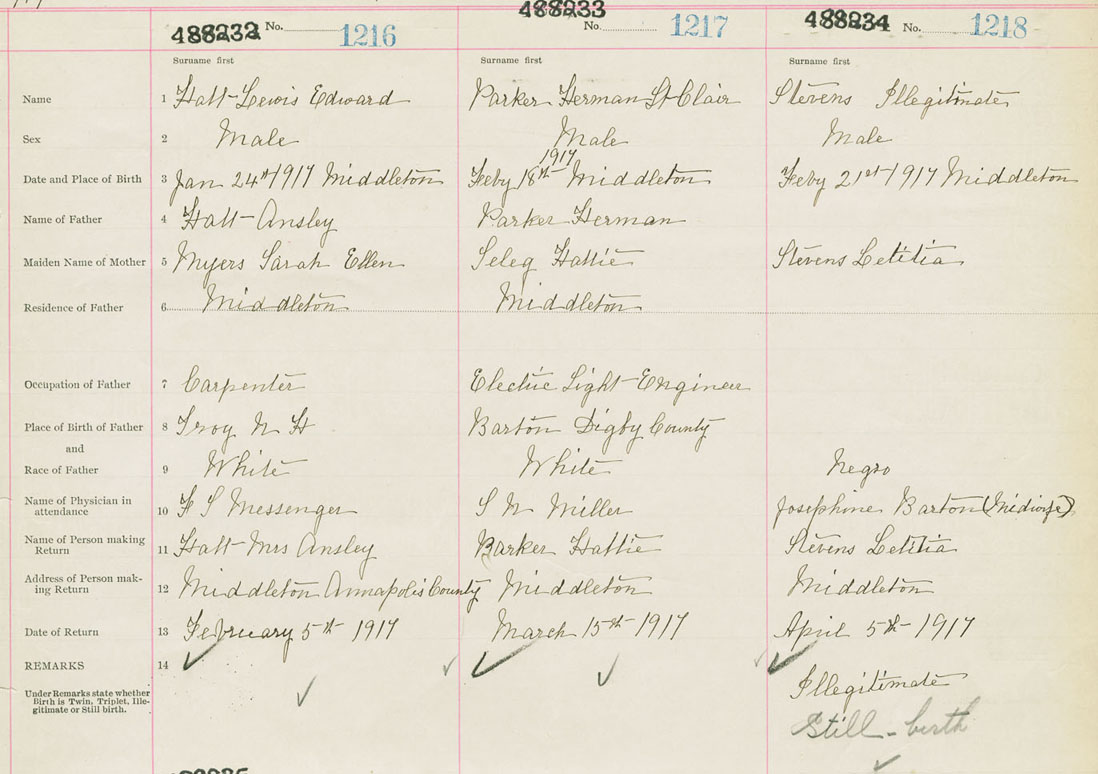 488232 No. 1216 488233 No. 1217 488234 No. 1218
Surname first Surname first Surname first
Name 1 Hatt Lewis Edward Parker Herman St Clair Stevens Illegitimate
Sex 2 Male Male Male
1917
Date and Place of Birth 3 Jan 24th 1917 Middleton Feby 18th Middleton Feby 21st 1917 Middleton
Name of Father 4 Hatt Ansley Parker Herman
Maiden Name of Mother 5 Myers Sarah Ellen Seleg Hattie Stevens Letitia
Residence of Father 6 Middleton Middleton
Occupation of Father 7 Carpenter Electric Light Engineer
Place of Birth of Father 8 Troy N H Barton Digby County
and
Race of Father 9 White White Negro
Name of Physician in
attendance 10 F S Messenger S N Miller Josephine Barton (Midwife)
Name of Person making
Return 11 Hatt Mrs Ansley Barker Hattie Stevens Letitia
Address of Person mak-
ing Return 12 Middleton Annapolis County Middleton Middleton
Date of Return 13 February 5th 1917 March 15th 1917 April 5th 1917
REMARKS 14
Under Remarks state whether
Birth is Twin, Triplet, Ille-
gitimate or Still birth.
Illegitimate
Still-birth